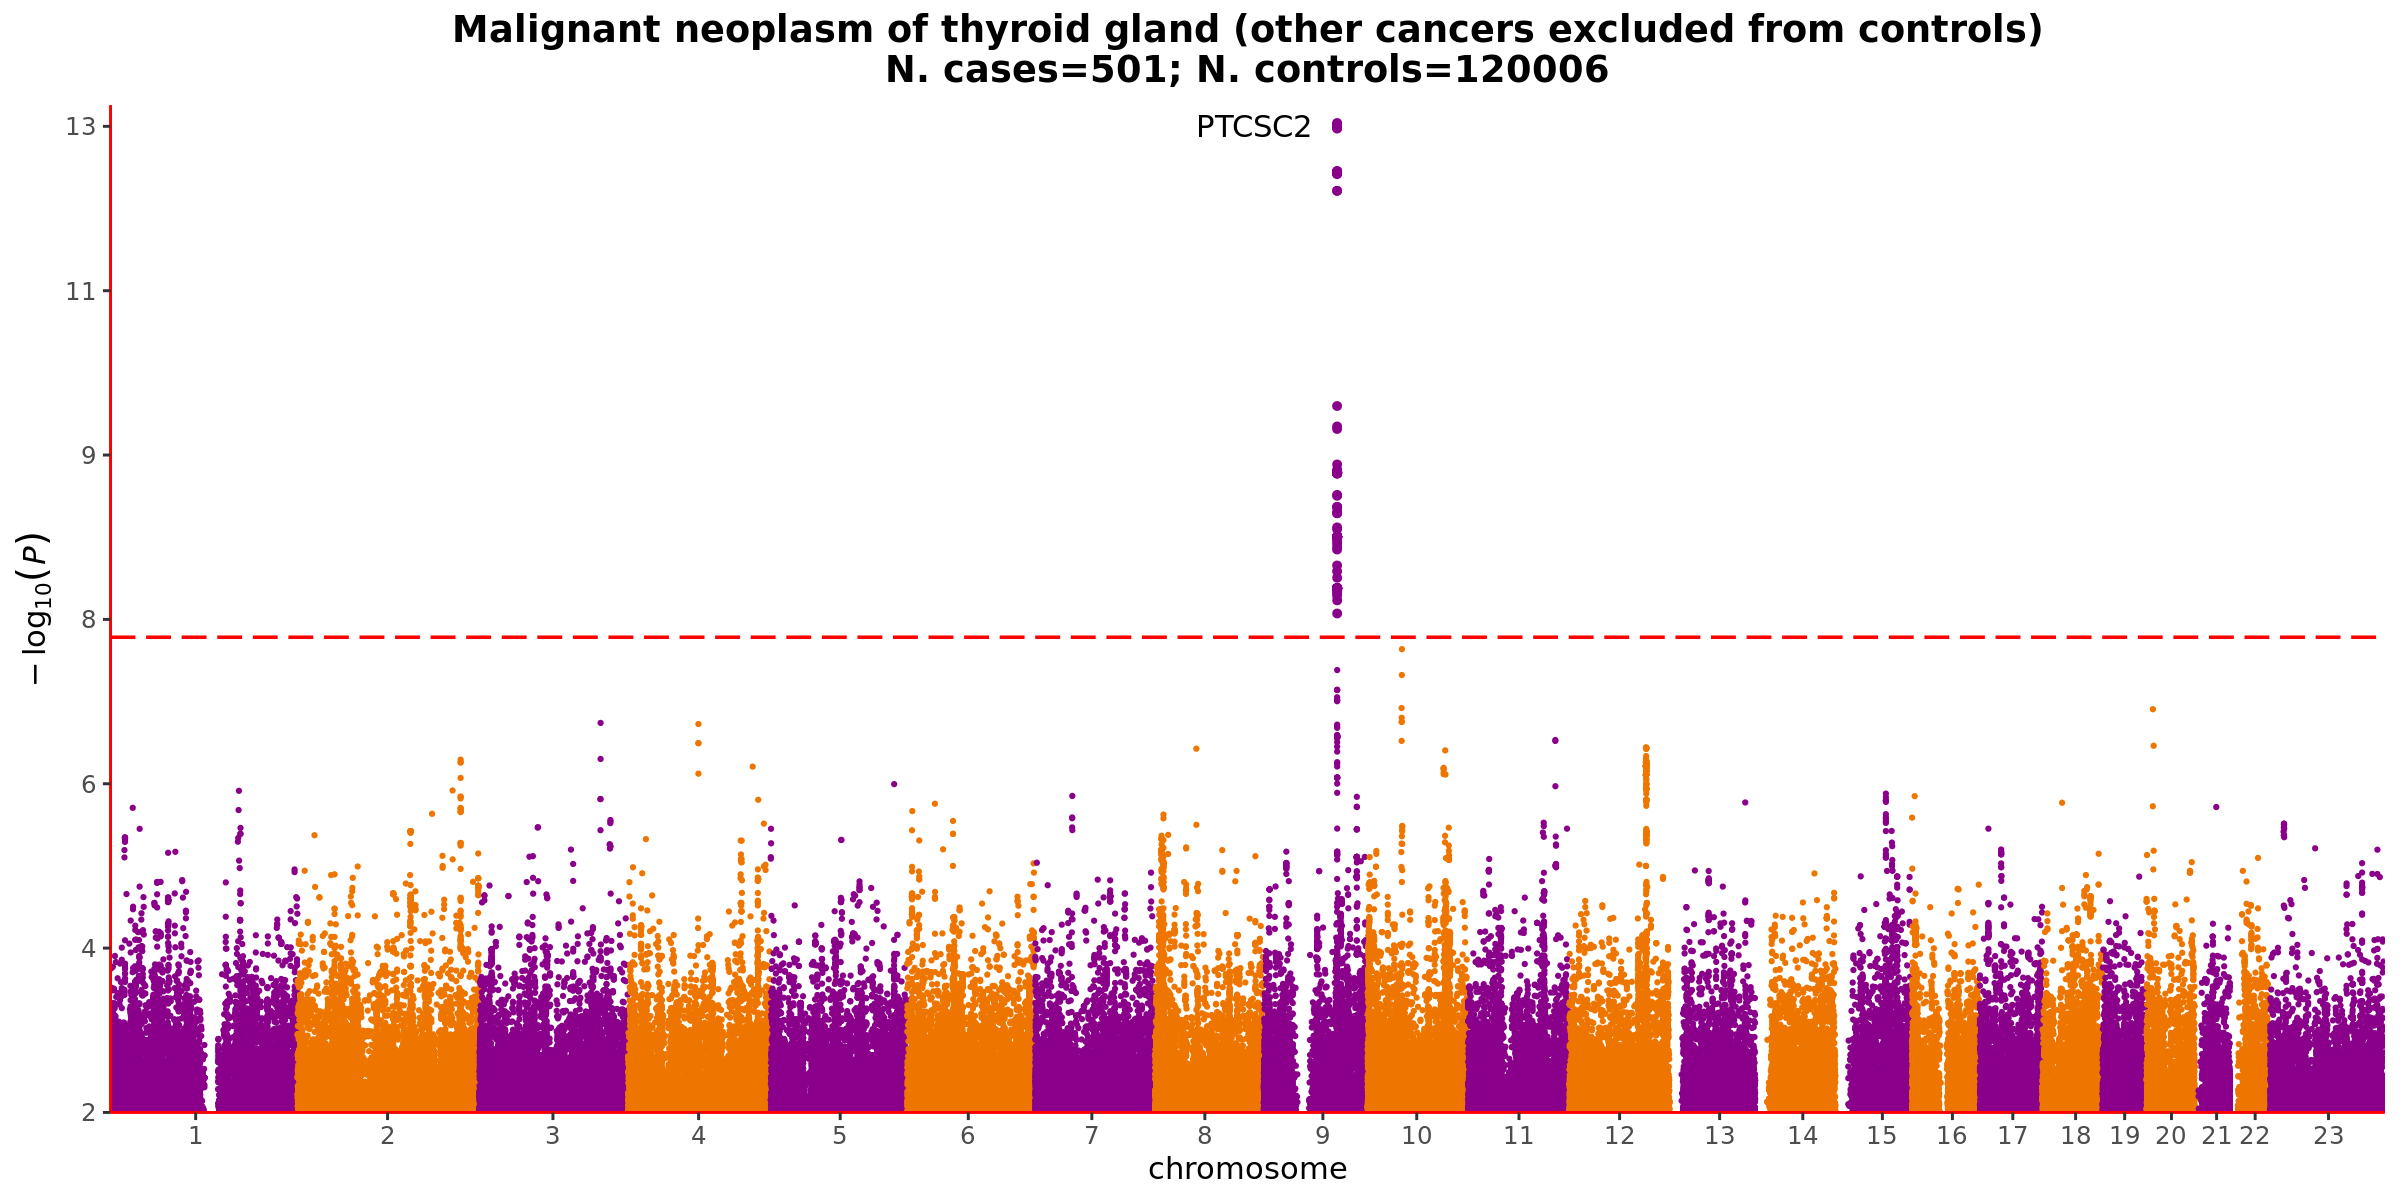 Malignant neoplasm of thyroid gland (other cancers excluded from controls)
N. cases=501; N. controls=120006
PTCSC2
13
11
9
8
6
4
2
− log₁₀(P)
1 2 3 4 5 6 7 8 9 10 11 12 13 14 15 16 17 18 19 20 21 22 23
chromosome